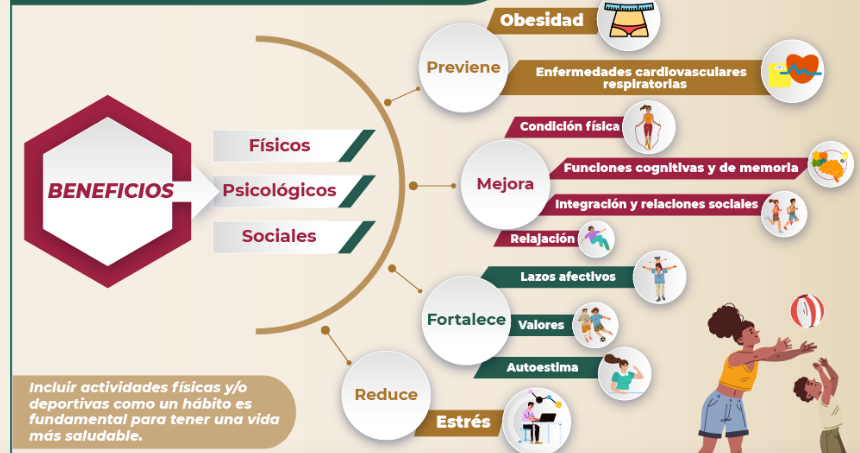 BENEFICIOS
Físicos
Psicológicos
Sociales
Previene
Obesidad
Enfermedades cardiovasculares
respiratorias
Mejora
Condición física
Funciones cognitivas y de memoria
Integración y relaciones sociales
Relajación
Fortalece
Lazos afectivos
Valores
Autoestima
Reduce
Estrés
Incluir actividades físicas y/o
deportivas como un hábito es
fundamental para tener una vida
más saludable.